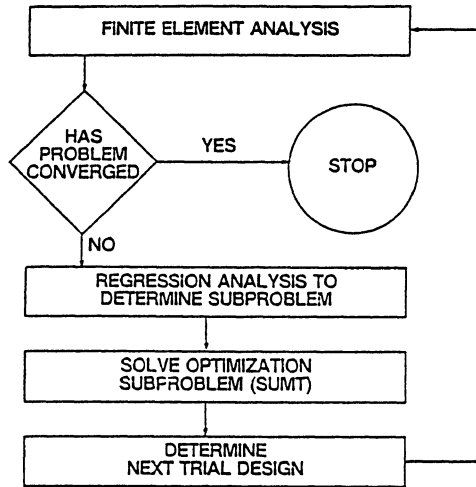 FINITE ELEMENT ANALYSIS
HAS
PROBLEM
CONVERGED
YES
STOP
NO
REGRESSION ANALYSIS TO
DETERMINE SUBPROBLEM
SOLVE OPTIMIZATION
SUBPROBLEM (SUMT)
DETERMINE
NEXT TRIAL DESIGN